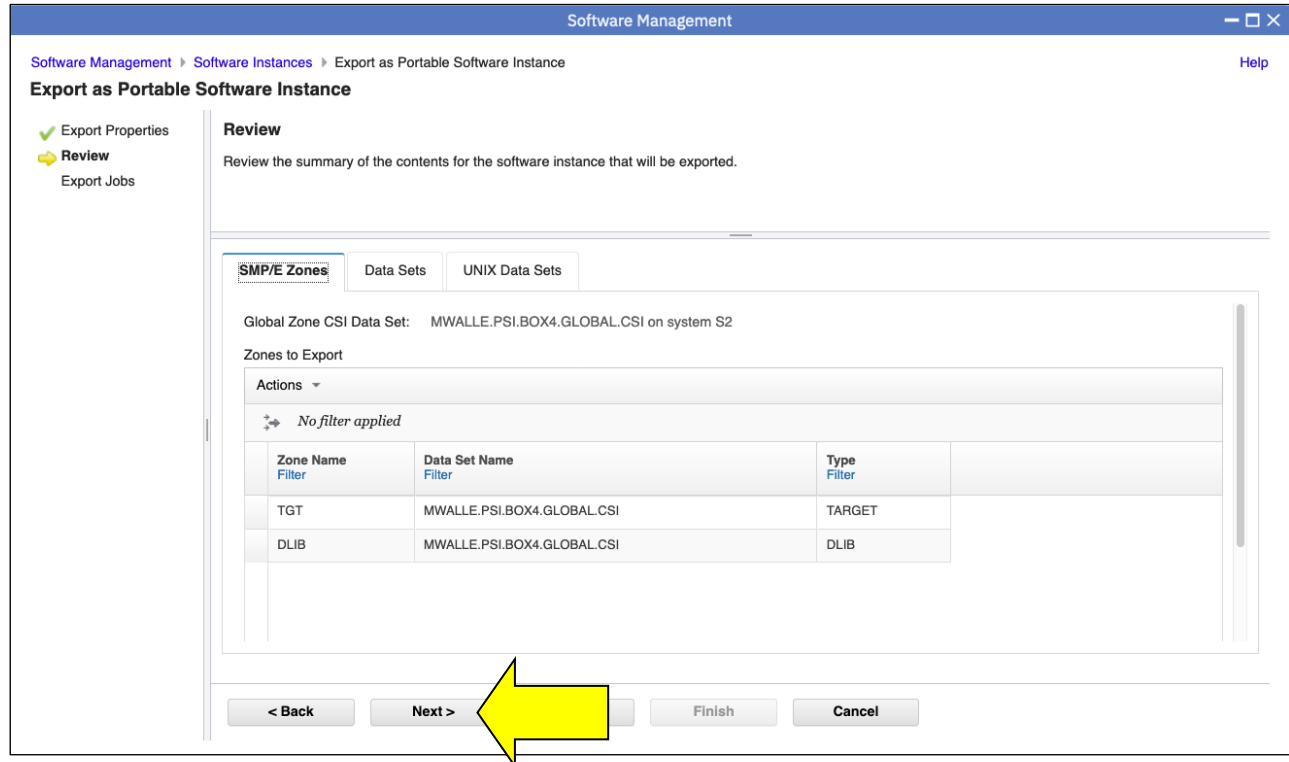 Software Management
Software Management Software Instances Export as Portable Software Instance Help
Export as Portable Software Instance
Export Properties
Review
Export Jobs
Review
Review the summary of the contents for the software instance that will be exported.
SMP/E Zones Data Sets UNIX Data Sets
Global Zone CSI Data Set: MWALLE.PSI.BOX4.GLOBAL.CSI on system S2
Zones to Export
Actions
No filter applied
Zone Name Data Set Name Type
Filter Filter Filter
TGT MWALLE.PSI.BOX4.GLOBAL.CSI TARGET
DLIB MWALLE.PSI.BOX4.GLOBAL.CSI DLIB
< Back Next > Finish Cancel